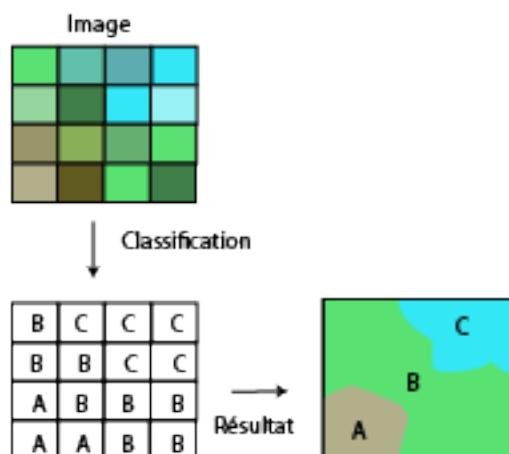 Image
Classification
B C C C
B B C C
A B B B
A A B B
Résultat
C
B
A